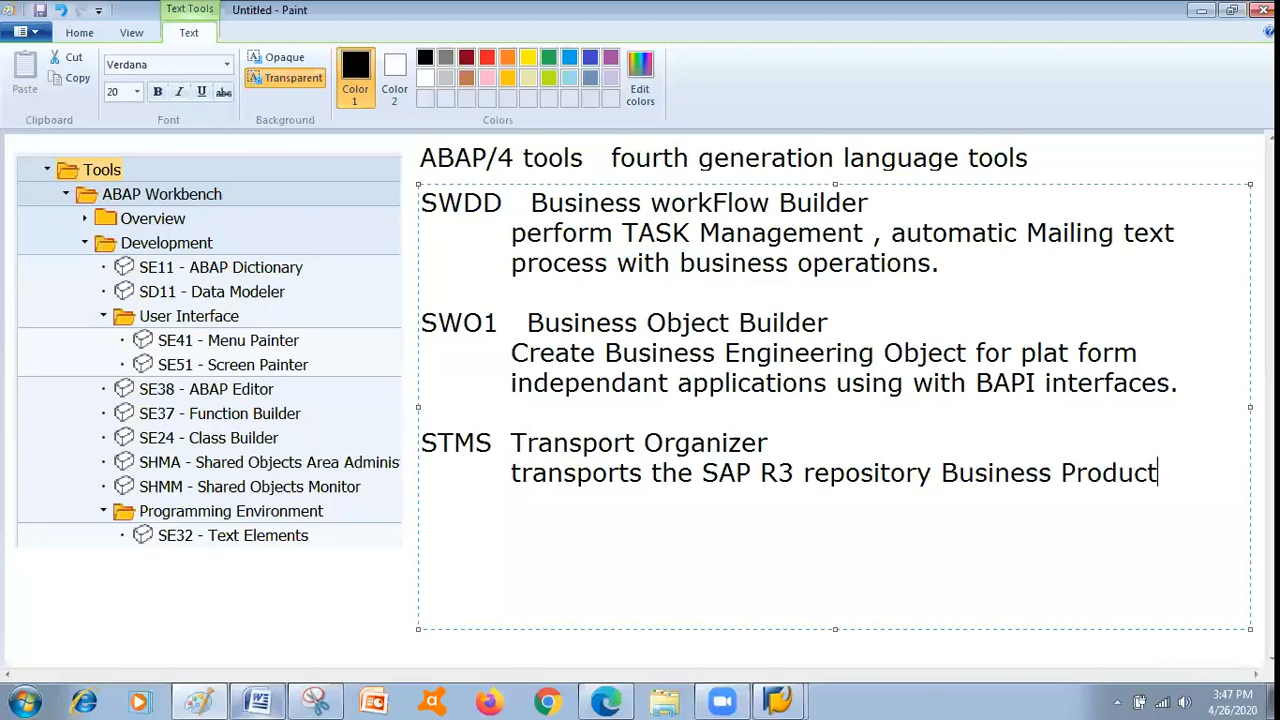 Text Tools
Untitled - Paint
Home
View
Text
Paste
Cut
Copy
Clipboard
Verdana
20
B I U abc
Font
Opaque
Transparent
Background
Color 1
Color 2
Edit colors
Colors
Tools
ABAP Workbench
Overview
Development
SE11 - ABAP Dictionary
SD11 - Data Modeler
User Interface
SE41 - Menu Painter
SE51 - Screen Painter
SE38 - ABAP Editor
SE37 - Function Builder
SE24 - Class Builder
SHMA - Shared Objects Area Adminis
SHMM - Shared Objects Monitor
Programming Environment
SE32 - Text Elements
ABAP/4 tools fourth generation language tools
SWDD Business workFlow Builder
perform TASK Management , automatic Mailing text
process with business operations.
SWO1 Business Object Builder
Create Business Engineering Object for plat form
independant applications using with BAPI interfaces.
STMS Transport Organizer
transports the SAP R3 repository Business Product
3:47 PM
4/26/2020